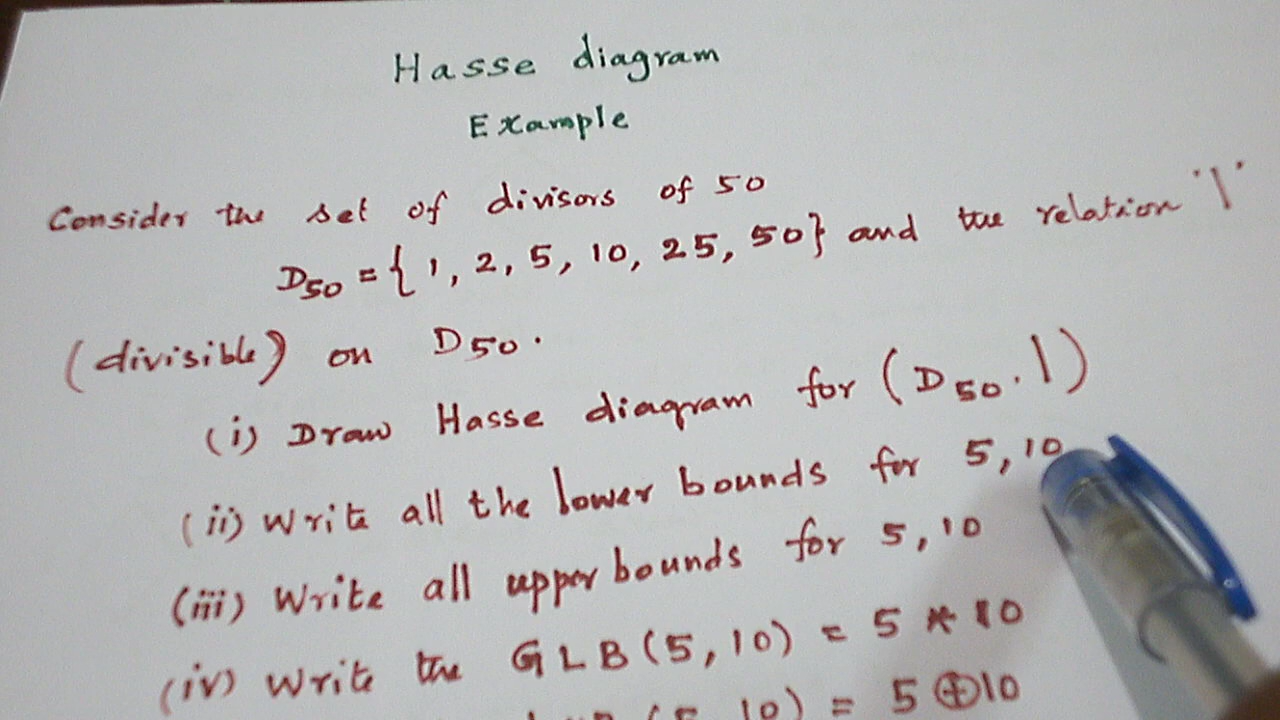 Hasse diagram
Example
Consider the set of divisors of 50
D50 = { 1, 2, 5, 10, 25, 50} and the relation '|'
(divisible) on D50.
(i) Draw Hasse diagram for (D50, |)
(ii) Write all the lower bounds for 5, 10
(iii) Write all upper bounds for 5, 10
(iv) Write the GLB (5, 10) = 5 * 10
(5, 10) = 5 ⊕ 10